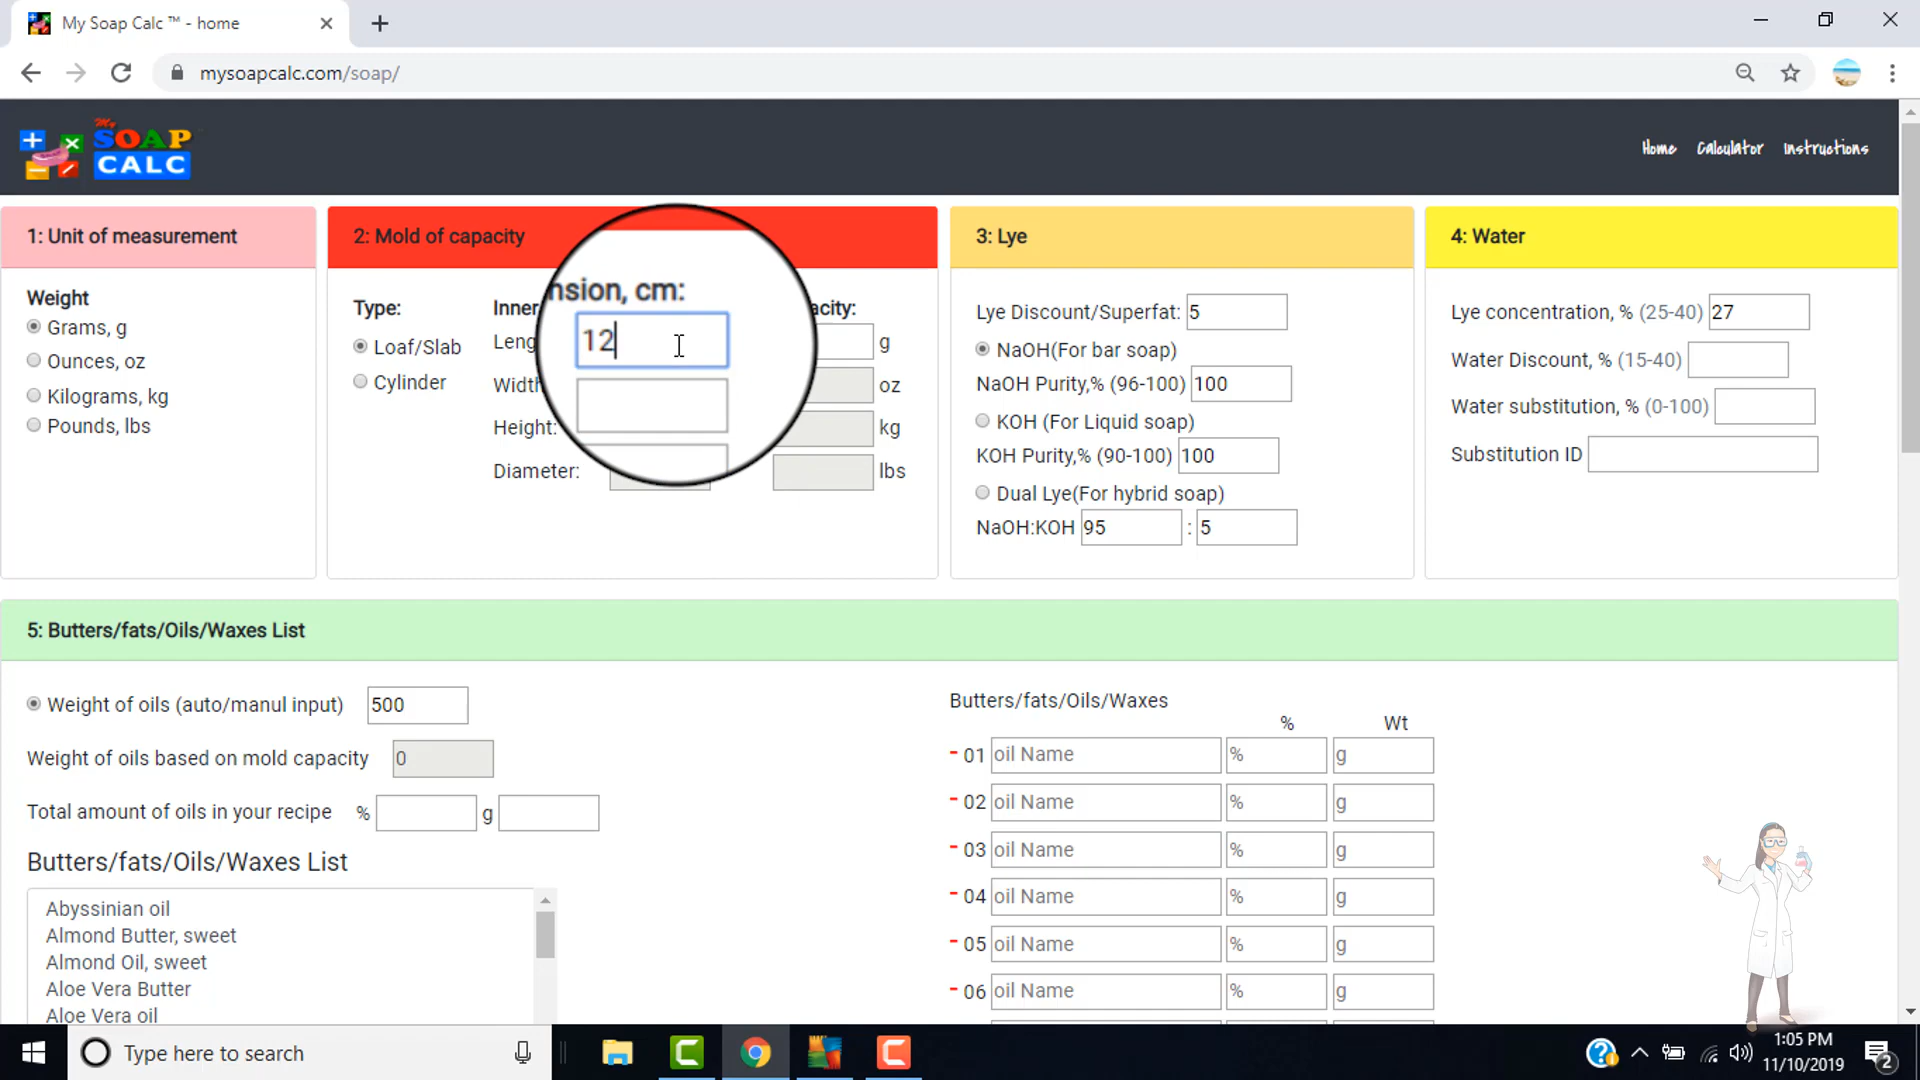 My Soap Calc ™ - home
mysoapcalc.com/soap/
My
SOAP
CALC
Home
Calculator
Instructions
1: Unit of measurement
Weight
Grams, g
Ounces, oz
Kilograms, kg
Pounds, lbs
2: Mold of capacity
Type:
Loaf/Slab
Cylinder
Inner
nsion, cm:
acity:
Leng
12
g
Width
oz
Height:
kg
Diameter:
lbs
3: Lye
Lye Discount/Superfat: 5
NaOH(For bar soap)
NaOH Purity,% (96-100) 100
KOH (For Liquid soap)
KOH Purity,% (90-100) 100
Dual Lye(For hybrid soap)
NaOH:KOH 95 : 5
4: Water
Lye concentration, % (25-40) 27
Water Discount, % (15-40)
Water substitution, % (0-100)
Substitution ID
5: Butters/fats/Oils/Waxes List
Weight of oils (auto/manul input) 500
Weight of oils based on mold capacity 0
Total amount of oils in your recipe % g
Butters/fats/Oils/Waxes List
Abyssinian oil
Almond Butter, sweet
Almond Oil, sweet
Aloe Vera Butter
Aloe Vera oil
Butters/fats/Oils/Waxes
% Wt
- 01 oil Name % g
- 02 oil Name % g
- 03 oil Name % g
- 04 oil Name % g
- 05 oil Name % g
- 06 oil Name % g
Type here to search
1:05 PM
11/10/2019
2